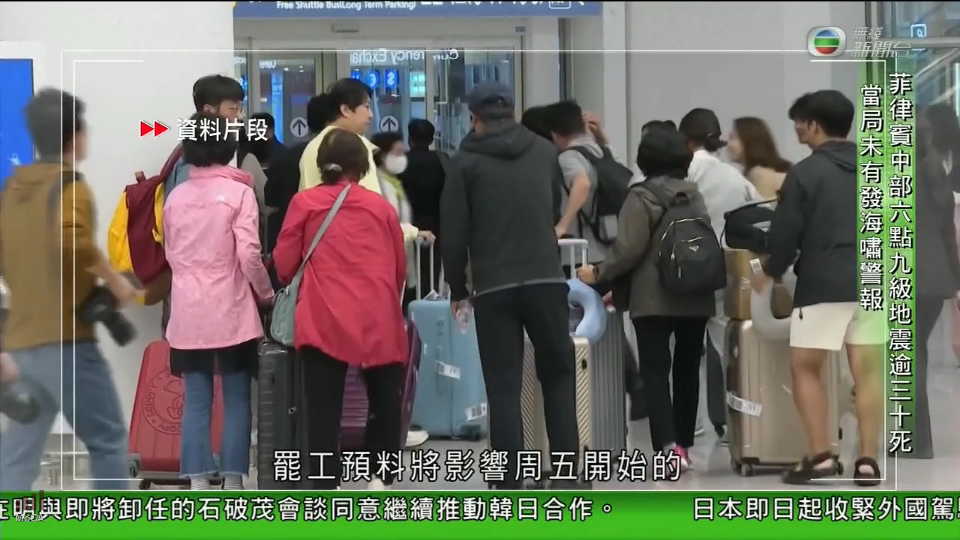 Free Shuttle Bus(Long Term Parking)
Currency Excha
無綫
新聞台
資料片段
菲律賓中部六點九級地震逾三十死
當局未有發海嘯警報
罷工預料將影響周五開始的
在明與即將卸任的石破茂會談同意繼續推動韓日合作。 日本即日起收緊外國駕